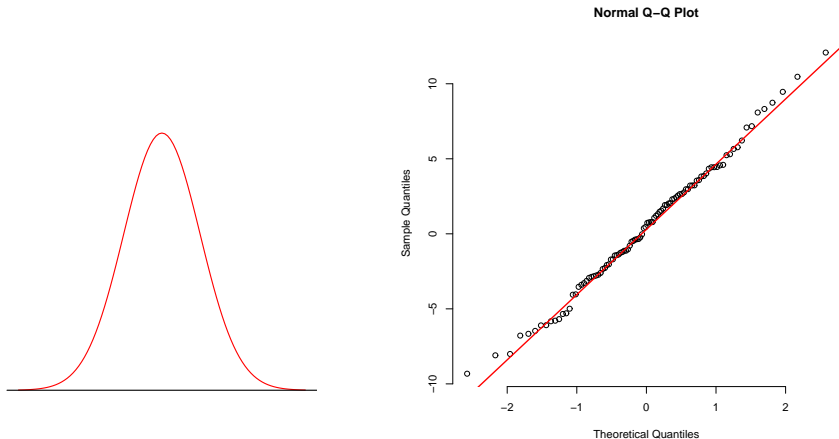 Normal Q−Q Plot
Sample Quantiles
10
5
0
−5
−10
−2 −1 0 1 2
Theoretical Quantiles